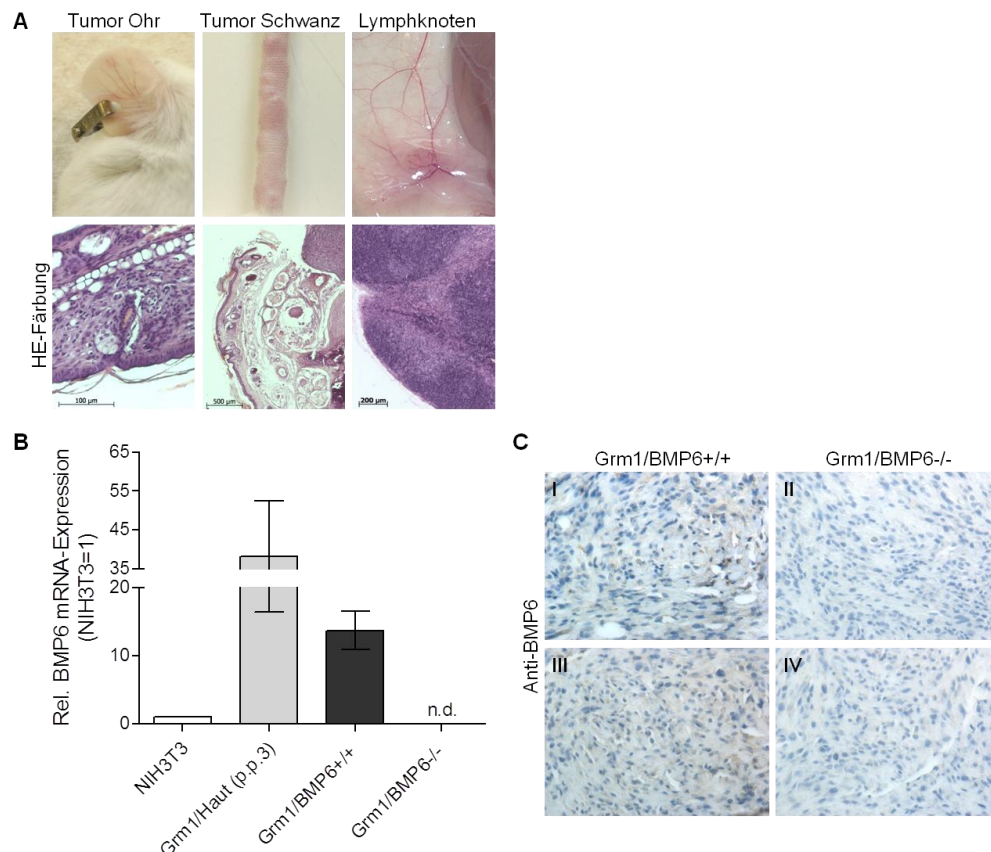 A
Tumor Ohr
Tumor Schwanz
Lymphknoten
HE-Färbung
100 µm
500 µm
200 µm
B
Rel. BMP6 mRNA-Expression
(NIH3T3=1)
65
55
45
35
20
10
0
n.d.
NIH3T3
Grm1/Haut (p.p.3)
Grm1/BMP6+/+
Grm1/BMP6-/-
C
Grm1/BMP6+/+
Grm1/BMP6-/-
Anti-BMP6
I
II
III
IV